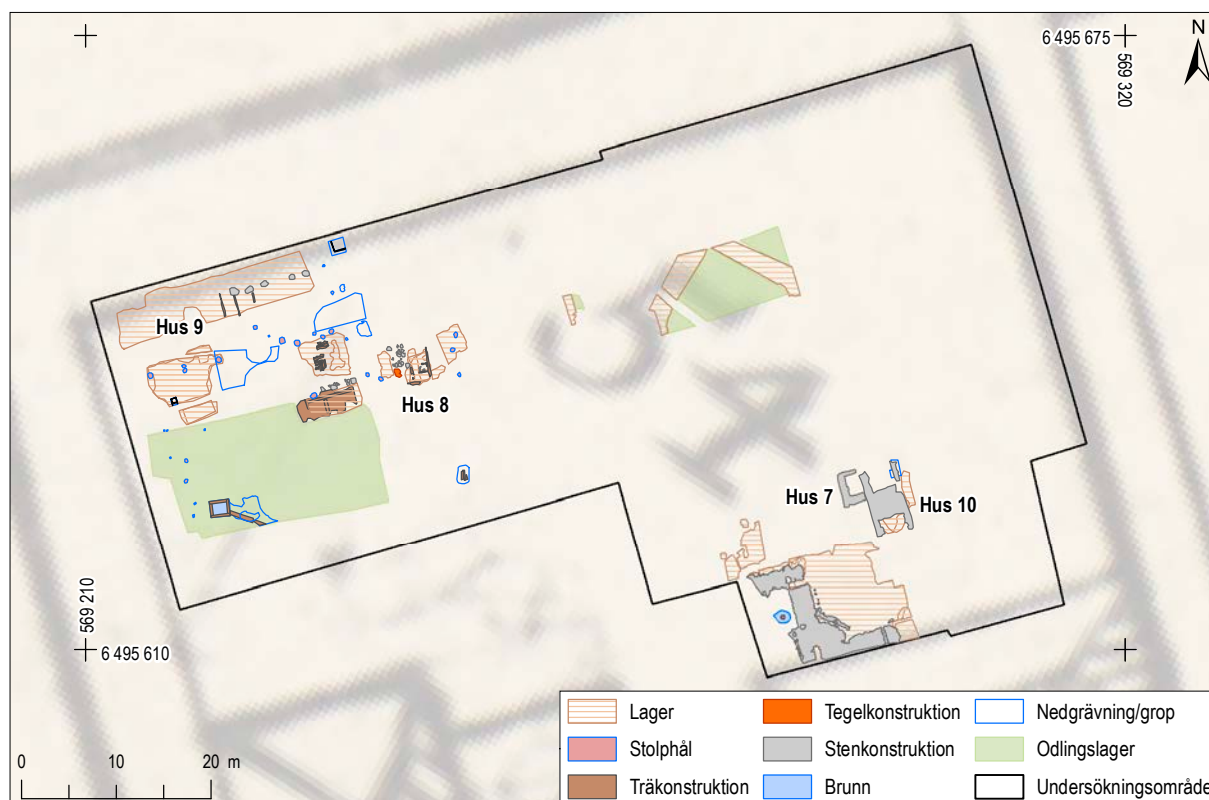 6 495 675
569 320
N
Hus 9
Hus 8
Hus 7
Hus 10
569 210
6 495 610
0 10 20 m
Lager
Tegelkonstruktion
Nedgrävning/grop
Stolphål
Stenkonstruktion
Odlingslager
Träkonstruktion
Brunn
Undersökningsområde